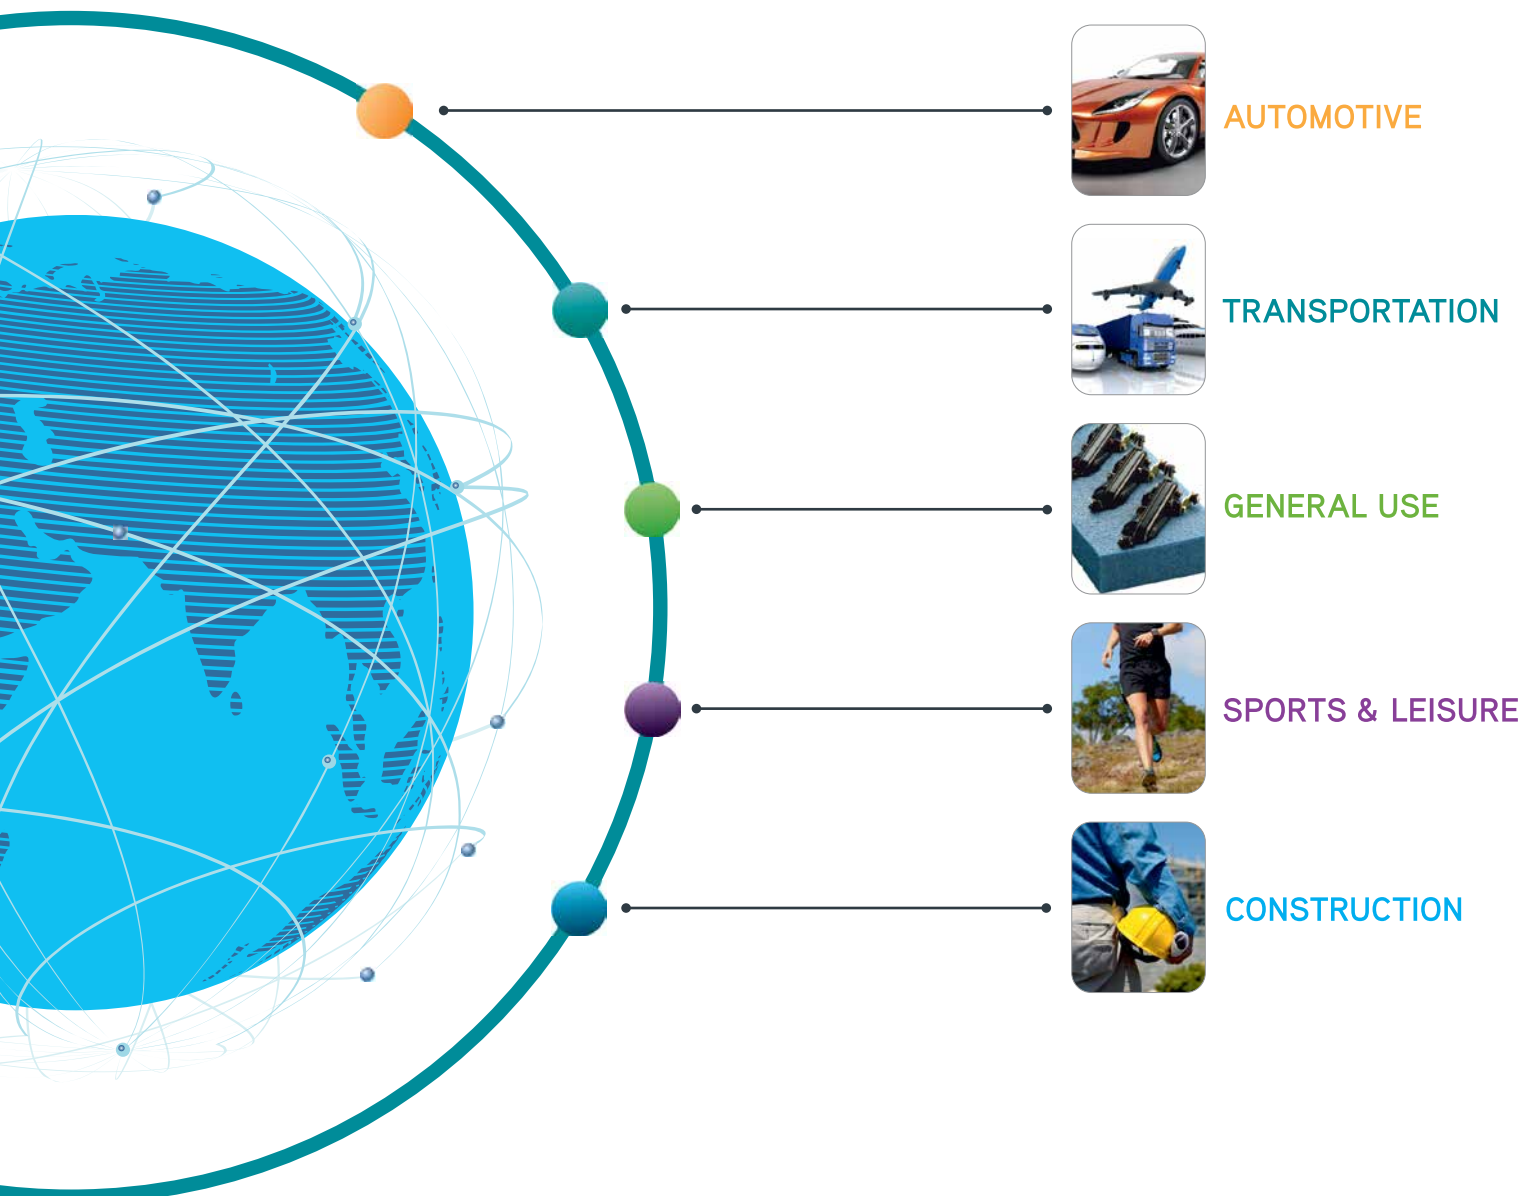 AUTOMOTIVE
TRANSPORTATION
GENERAL USE
SPORTS & LEISURE
CONSTRUCTION